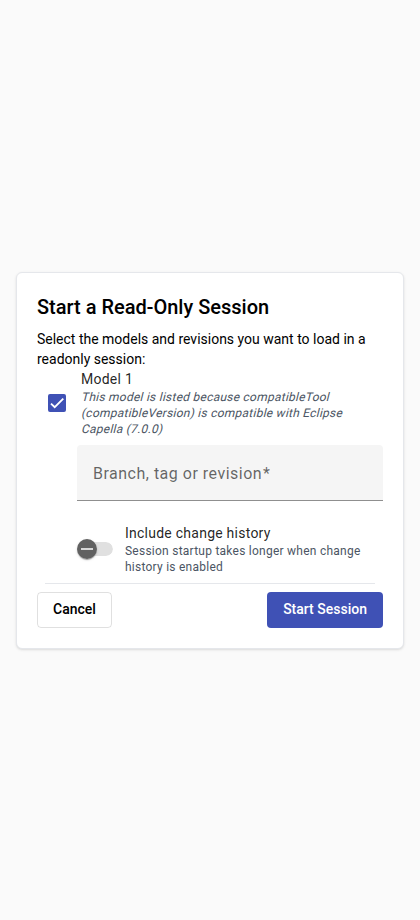 Start a Read-Only Session
Select the models and revisions you want to load in a
readonly session:
Model 1
This model is listed because compatibleTool
(compatibleVersion) is compatible with Eclipse
Capella (7.0.0)
Branch, tag or revision*
Include change history
Session startup takes longer when change
history is enabled
Cancel
Start Session